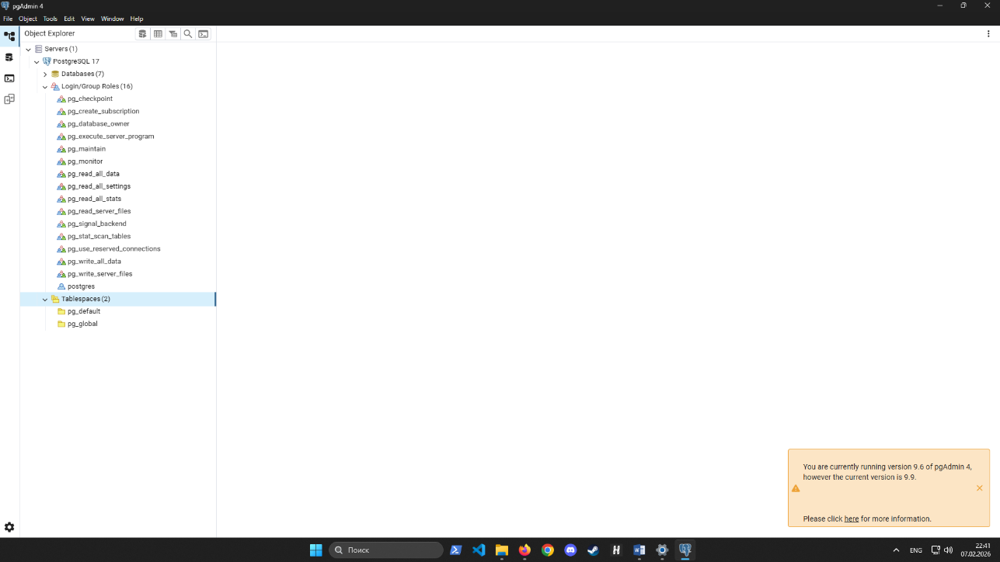 pgAdmin 4
File Object Tools Edit View Window Help
Object Explorer
Servers (1)
PostgreSQL 17
Databases (7)
Login/Group Roles (16)
pg_checkpoint
pg_create_subscription
pg_database_owner
pg_execute_server_program
pg_maintain
pg_monitor
pg_read_all_data
pg_read_all_settings
pg_read_all_stats
pg_read_server_files
pg_signal_backend
pg_stat_scan_tables
pg_use_reserved_connections
pg_write_all_data
pg_write_server_files
postgres
Tablespaces (2)
pg_default
pg_global
You are currently running version 9.6 of pgAdmin 4,
however the current version is 9.9.
Please click here for more information.
Поиск
ENG
22:41
07.02.2026